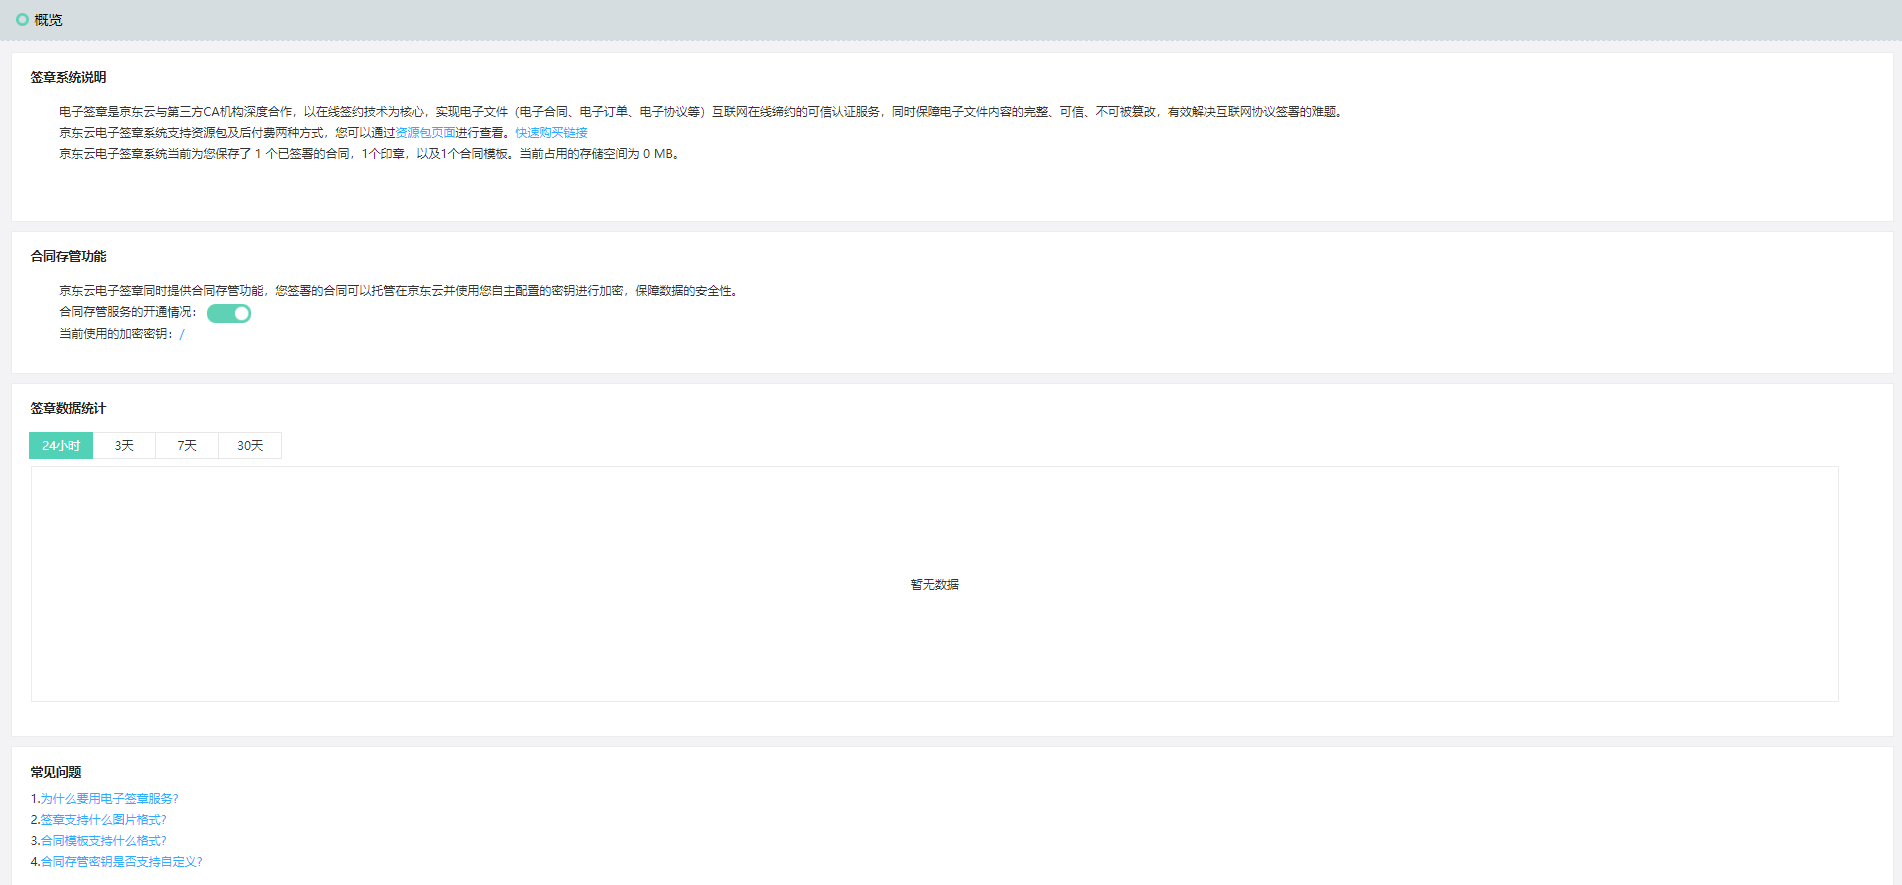 概览
签章系统说明
电子签章是京东云与第三方CA机构深度合作，以在线签约技术为核心，实现电子文件（电子合同、电子订单、电子协议等）互联网在线缔约的可信认证服务，同时保障电子文件内容的完整、可信、不可被篡改，有效解决互联网协议签署的难题。
京东云电子签章系统支持资源包及后付费两种方式，您可以通过资源包页面进行查看。快速购买链接
京东云电子签章系统当前为您保存了 1 个已签署的合同，1个印章，以及1个合同模板。当前占用的存储空间为 0 MB。
合同存管功能
京东云电子签章同时提供合同存管功能，您签署的合同可以托管在京东云并使用您自主配置的密钥进行加密，保障数据的安全性。
合同存管服务的开通情况：
当前使用的加密密钥：/
签章数据统计
24小时 3天 7天 30天
暂无数据
常见问题
1.为什么要用电子签章服务?
2.签章支持什么图片格式?
3.合同模板支持什么格式?
4.合同存管密钥是否支持自定义?